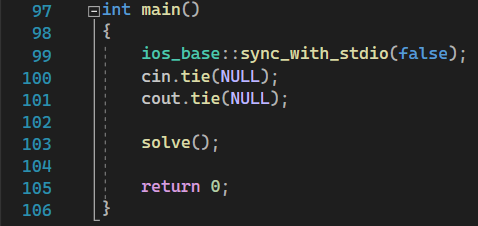 97 int main()
98 {
99 ios_base::sync_with_stdio(false);
100 cin.tie(NULL);
101 cout.tie(NULL);
102
103 solve();
104
105 return 0;
106 }